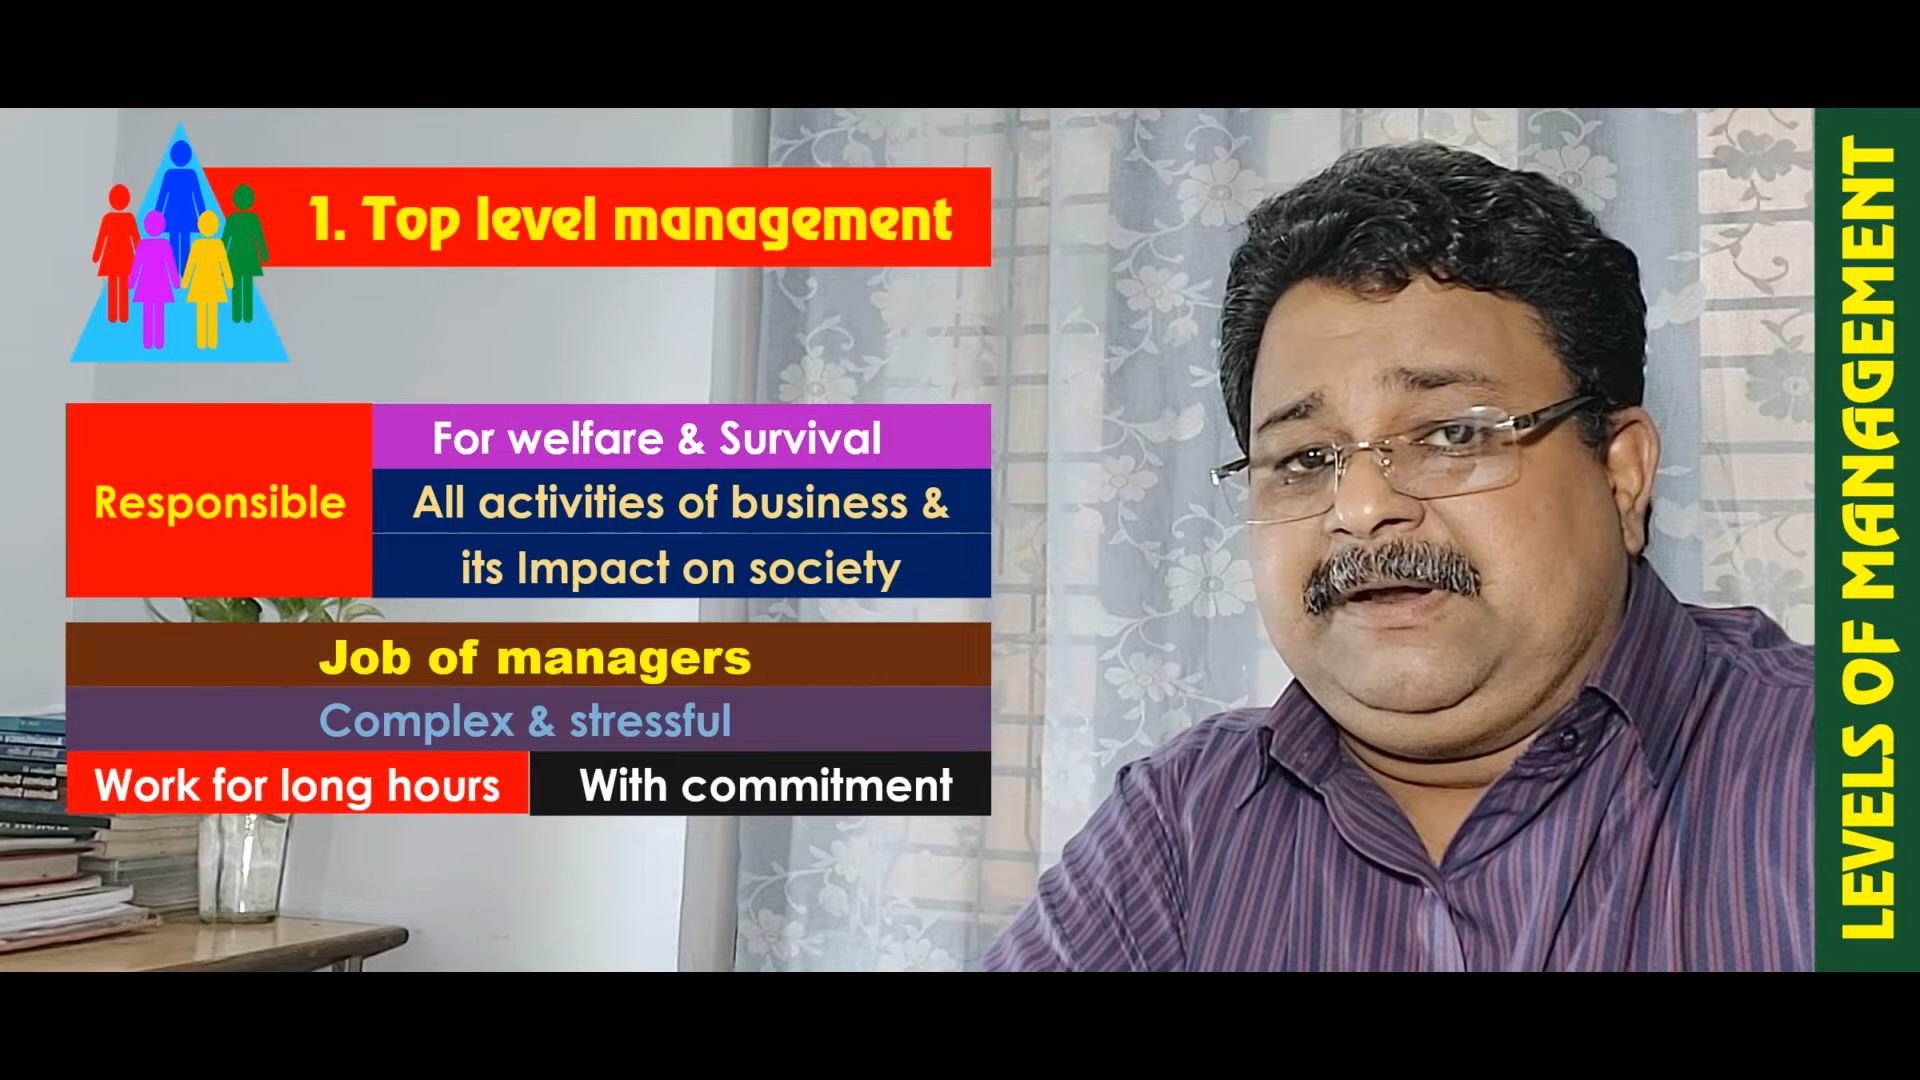 1. Top level management
Responsible
For welfare & Survival
All activities of business &
its Impact on society
Job of managers
Complex & stressful
Work for long hours
With commitment
LEVELS OF MANAGEMENT